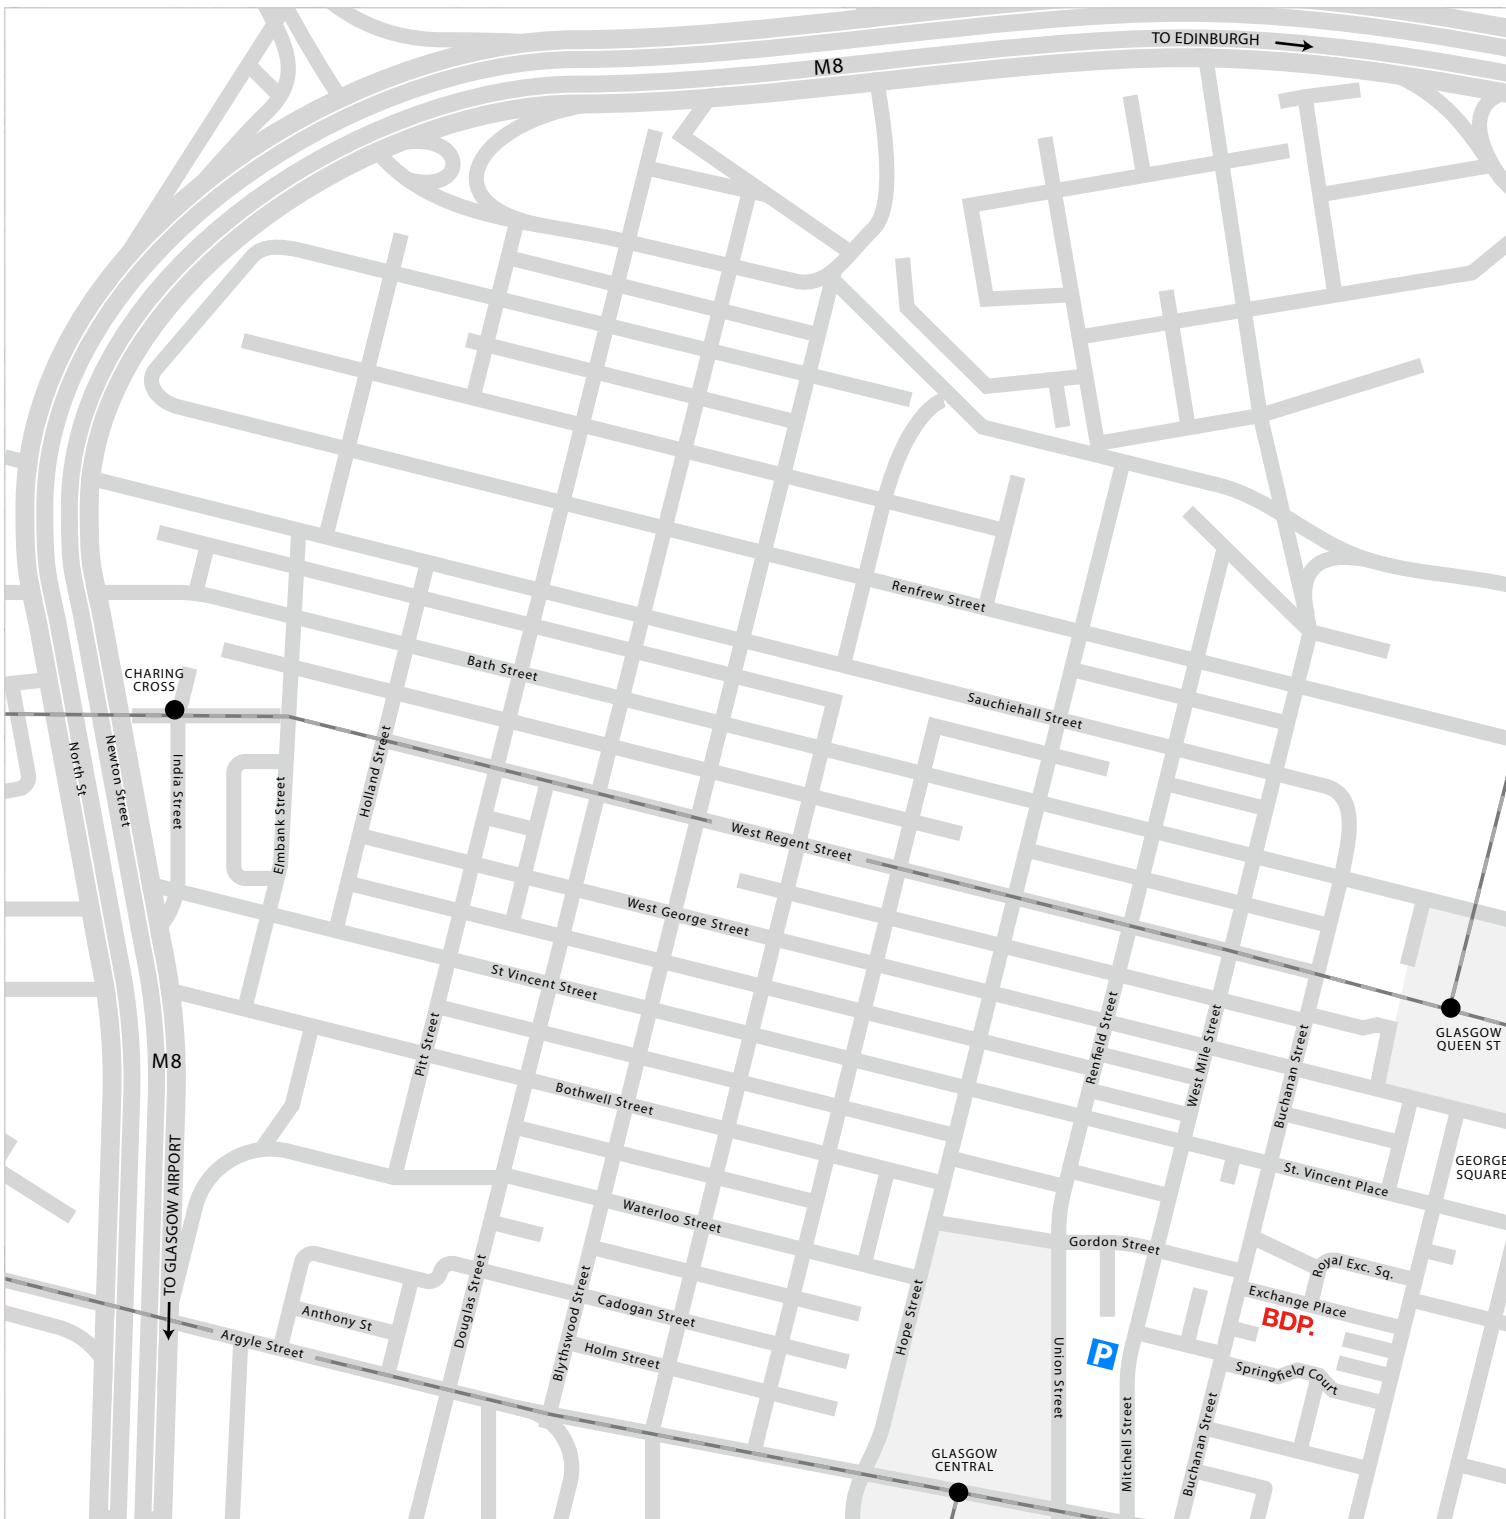 TO EDINBURGH
M8
Renfrew Street
Bath Street
CHARING
CROSS
Sauchiehall Street
North St
Newton Street
India Street
Elmbank Street
Holland Street
West Regent Street
West George Street
St Vincent Street
Pitt Street
Renfield Street
West Mile Street
Buchanan Street
GLASGOW
QUEEN ST
M8
Bothwell Street
TO GLASGOW AIRPORT
GEORGE
SQUARE
St. Vincent Place
Waterloo Street
Gordon Street
Royal Exc. Sq.
Exchange Place
BDP.
Anthony St
Argyle Street
Douglas Street
Blythswood Street
Cadogan Street
Holm Street
Hope Street
Union Street
P
Mitchell Street
Springfield Court
Buchanan Street
GLASGOW
CENTRAL